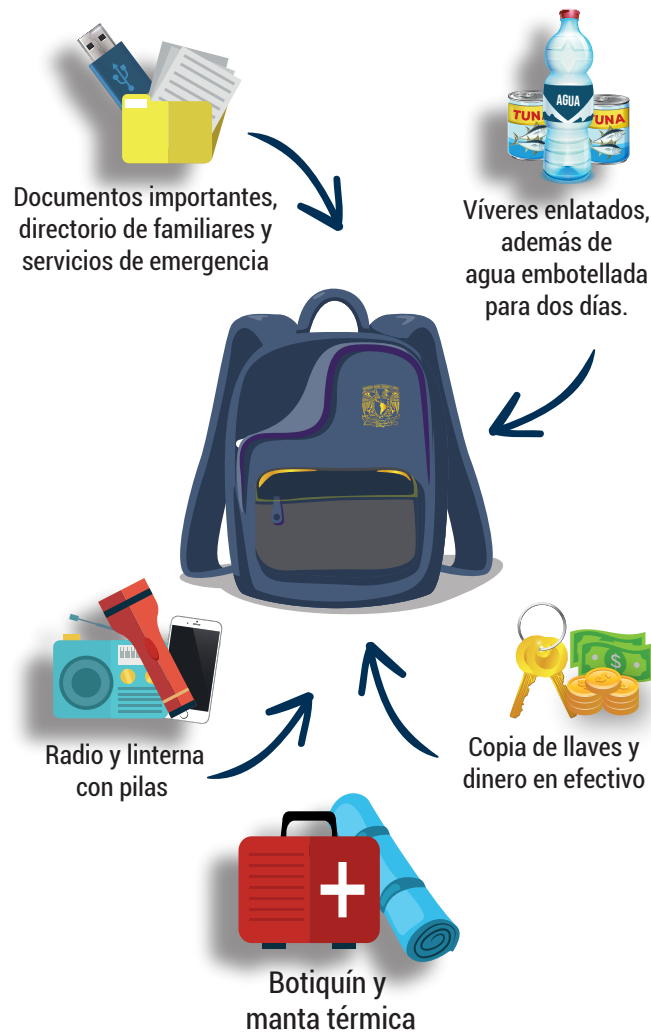 Documentos importantes,
directorio de familiares y
servicios de emergencia
AGUA
TUNA
TUNA
Víveres enlatados,
además de
agua embotellada
para dos días.
Radio y linterna
con pilas
$
Copia de llaves y
dinero en efectivo
Botiquín y
manta térmica